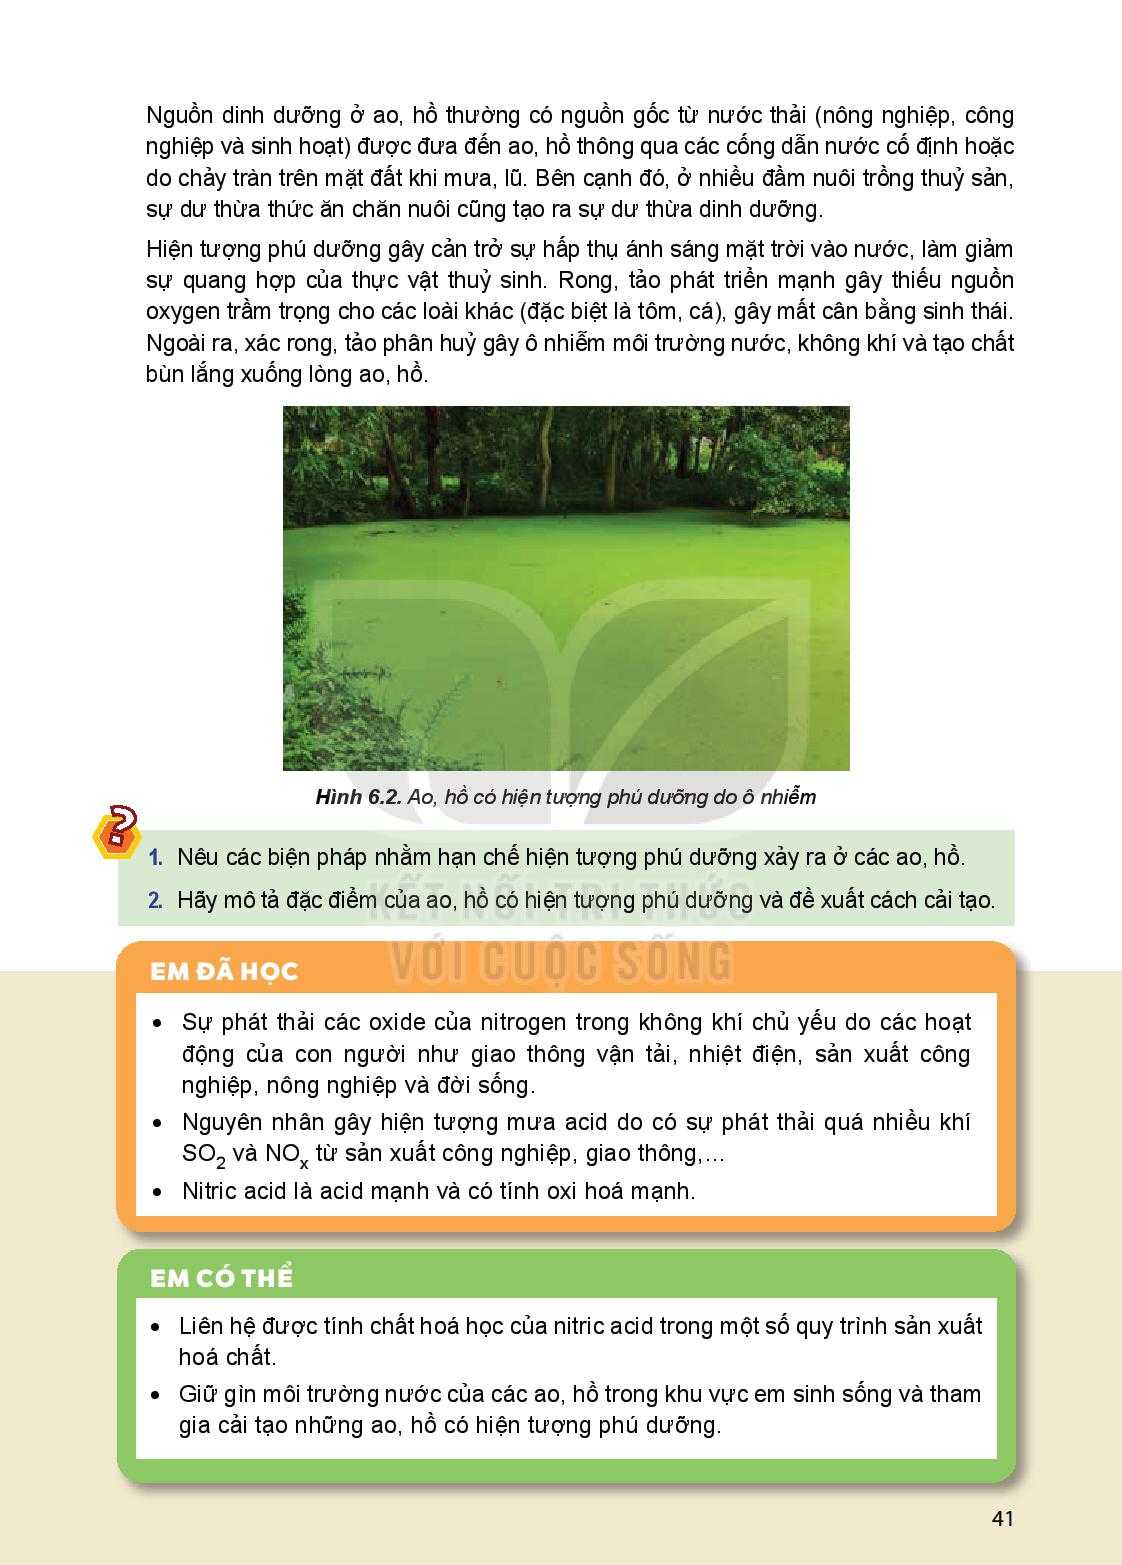 Nguồn dinh dưỡng ở ao, hồ thường có nguồn gốc từ nước thải (nông nghiệp, công
nghiệp và sinh hoạt) được đưa đến ao, hồ thông qua các cống dẫn nước cố định hoặc
do chảy tràn trên mặt đất khi mưa, lũ. Bên cạnh đó, ở nhiều đầm nuôi trồng thuỷ sản,
sự dư thừa thức ăn chăn nuôi cũng tạo ra sự dư thừa dinh dưỡng.
Hiện tượng phú dưỡng gây cản trở sự hấp thụ ánh sáng mặt trời vào nước, làm giảm
sự quang hợp của thực vật thuỷ sinh. Rong, tảo phát triển mạnh gây thiếu nguồn
oxygen trầm trọng cho các loài khác (đặc biệt là tôm, cá), gây mất cân bằng sinh thái.
Ngoài ra, xác rong, tảo phân huỷ gây ô nhiễm môi trường nước, không khí và tạo chất
bùn lắng xuống lòng ao, hồ.
Hình 6.2. Ao, hồ có hiện tượng phú dưỡng do ô nhiễm
?
1. Nêu các biện pháp nhằm hạn chế hiện tượng phú dưỡng xảy ra ở các ao, hồ.
2. Hãy mô tả đặc điểm của ao, hồ có hiện tượng phú dưỡng và đề xuất cách cải tạo.
KẾT NỐI TRI THỨC
VỚI CUỘC SỐNG
EM ĐÃ HỌC
• Sự phát thải các oxide của nitrogen trong không khí chủ yếu do các hoạt
động của con người như giao thông vận tải, nhiệt điện, sản xuất công
nghiệp, nông nghiệp và đời sống.
• Nguyên nhân gây hiện tượng mưa acid do có sự phát thải quá nhiều khí
SO₂ và NOₓ từ sản xuất công nghiệp, giao thông,...
• Nitric acid là acid mạnh và có tính oxi hoá mạnh.
EM CÓ THỂ
• Liên hệ được tính chất hoá học của nitric acid trong một số quy trình sản xuất
hoá chất.
• Giữ gìn môi trường nước của các ao, hồ trong khu vực em sinh sống và tham
gia cải tạo những ao, hồ có hiện tượng phú dưỡng.
41